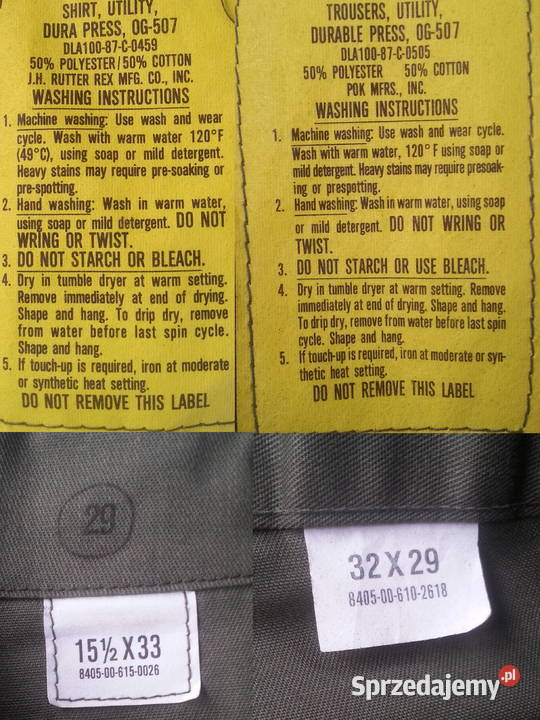 SHIRT, UTILITY,
DURA PRESS, OG-507
DLA100-87-C-0459
50% POLYESTER/50% COTTON
J.H. RUTTER REX MFG. CO., INC.
WASHING INSTRUCTIONS
1. Machine washing: Use wash and wear
cycle. Wash with warm water 120°F
(49°C), using soap or mild detergent.
Heavy stains may require pre-soaking or
pre-spotting.
2. Hand washing: Wash in warm water,
using soap or mild detergent. DO NOT
WRING OR TWIST.
3. DO NOT STARCH OR BLEACH.
4. Dry in tumble dryer at warm setting.
Remove immediately at end of drying.
Shape and hang. To drip dry, remove
from water before last spin cycle.
Shape and hang.
5. If touch-up is required, iron at moderate
or synthetic heat setting.
DO NOT REMOVE THIS LABEL
TROUSERS, UTILITY,
DURABLE PRESS, OG-507
DLA100-87-C-0505
50% POLYESTER 50% COTTON
POK MFRS., INC.
WASHING INSTRUCTIONS
1. Machine washing: Use wash and wear cycle.
Wash with warm water, 120°F using soap or
mild detergent. Heavy stains may require presoak-
ing or prespotting.
2. Hand washing: Wash in warm water, using soap
or mild detergent. DO NOT WRING OR
TWIST.
3. DO NOT STARCH OR USE BLEACH.
4. Dry in tumble dryer at warm setting. Remove
immediately at end of drying. Shape and hang.
To drip dry, remove from water before last spin
cycle. Shape and hang.
5. If touch-up is required, iron at moderate or syn-
thetic heat setting.
DO NOT REMOVE THIS LABEL
29
15½ X 33
8405-00-615-0026
32 X 29
8405-00-610-2618
Sprzedajemy.pl